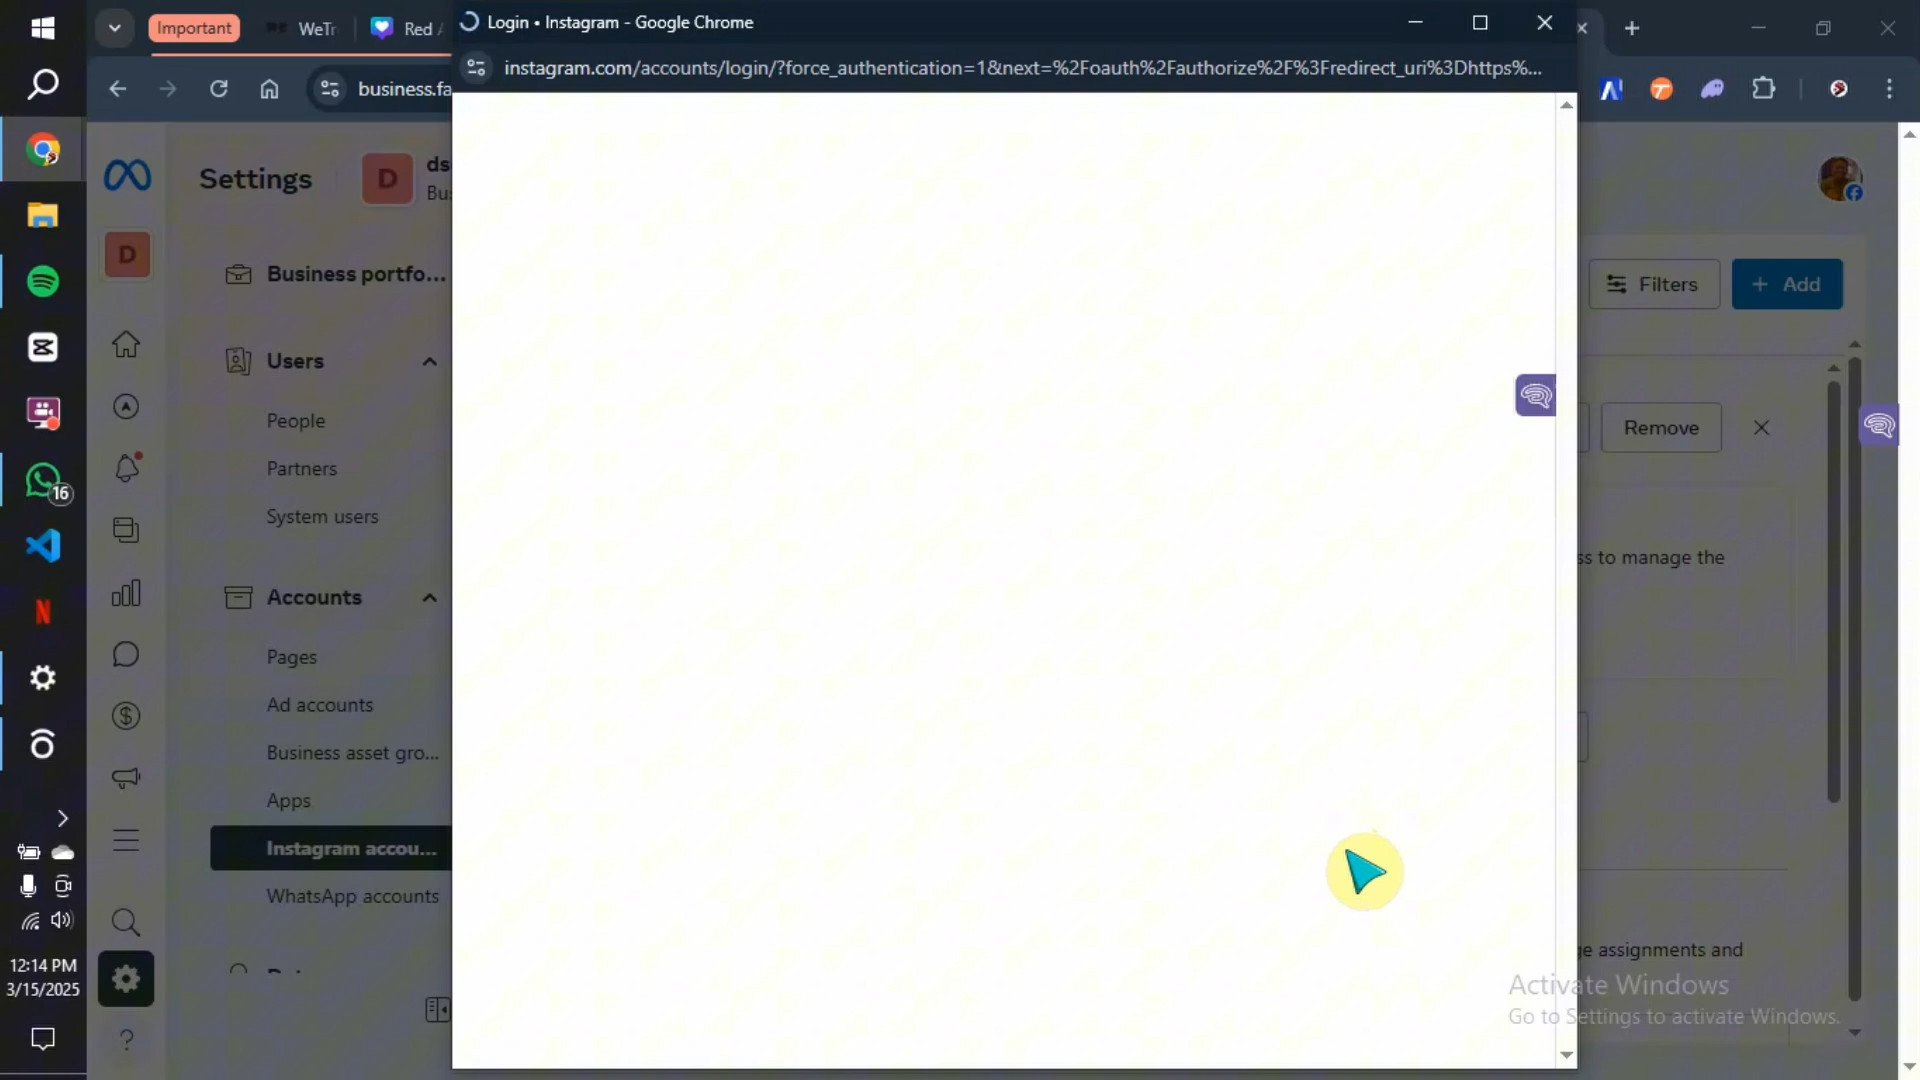 Login • Instagram - Google Chrome
Important
WeTr
Red A
instagram.com/accounts/login/?force_authentication=1&next=%2Foauth%2Fauthorize%2F%3Fredirect_uri%3Dhttps%...
business.fa
Settings
D
ds
Bu
D
Business portfo...
Filters
+ Add
Users
People
Remove
Partners
16
System users
ss to manage the
Accounts
Pages
Ad accounts
Business asset gro...
Apps
Instagram accou...
WhatsApp accounts
ge assignments and
12:14 PM
3/15/2025
Activate Windows
Go to Settings to activate Windows.